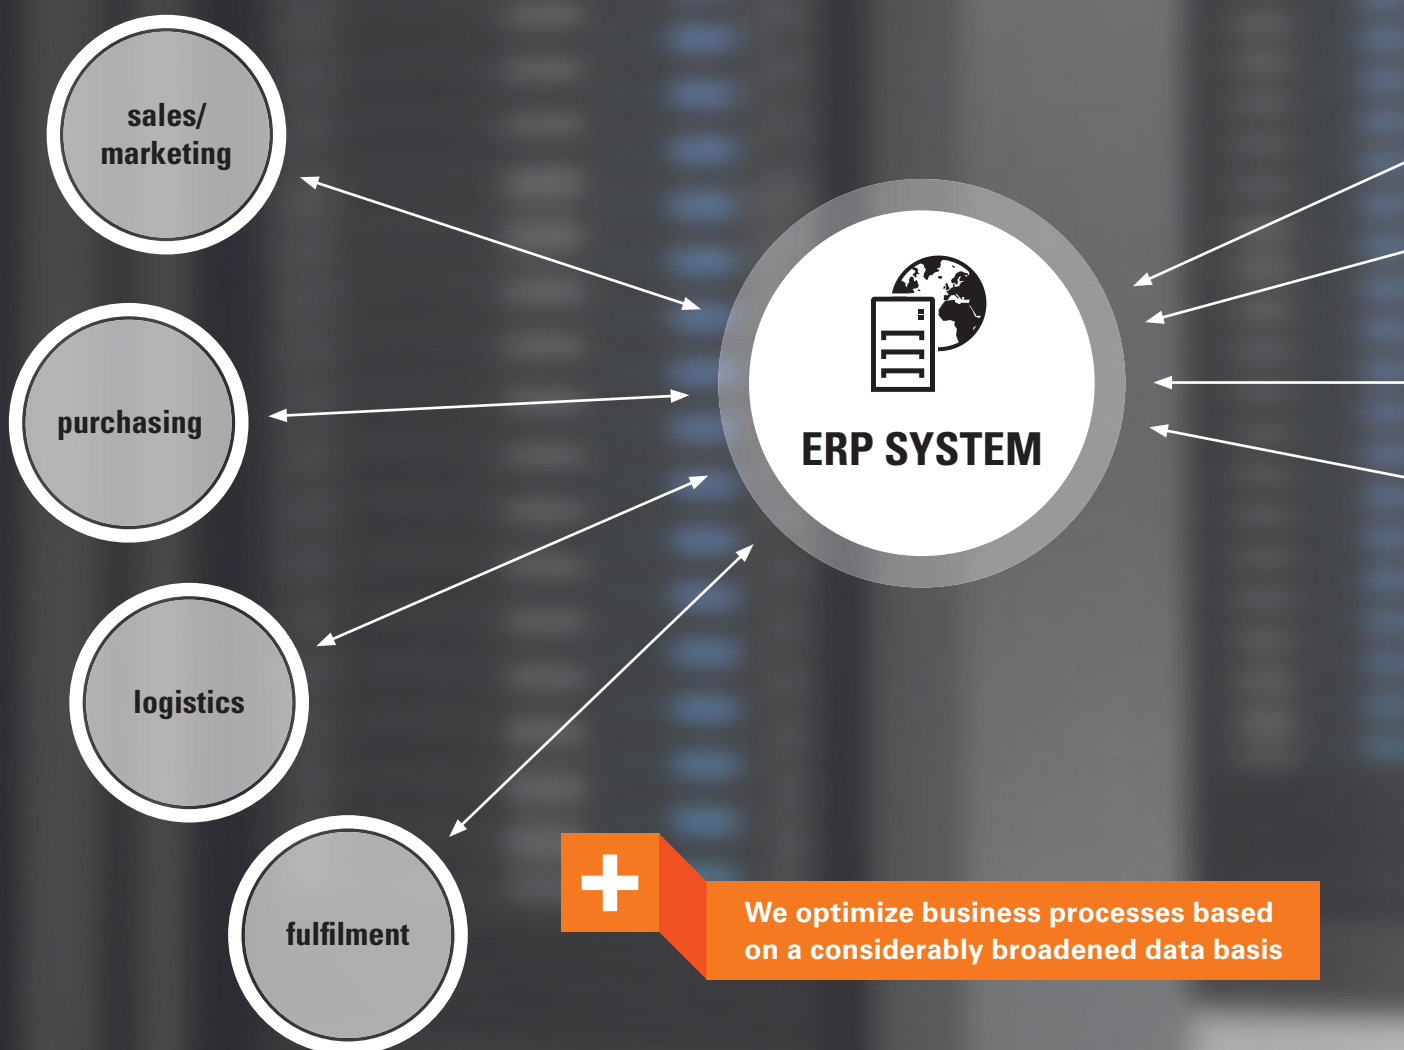 sales/
marketing
purchasing
logistics
fulfilment
ERP SYSTEM
We optimize business processes based
on a considerably broadened data basis